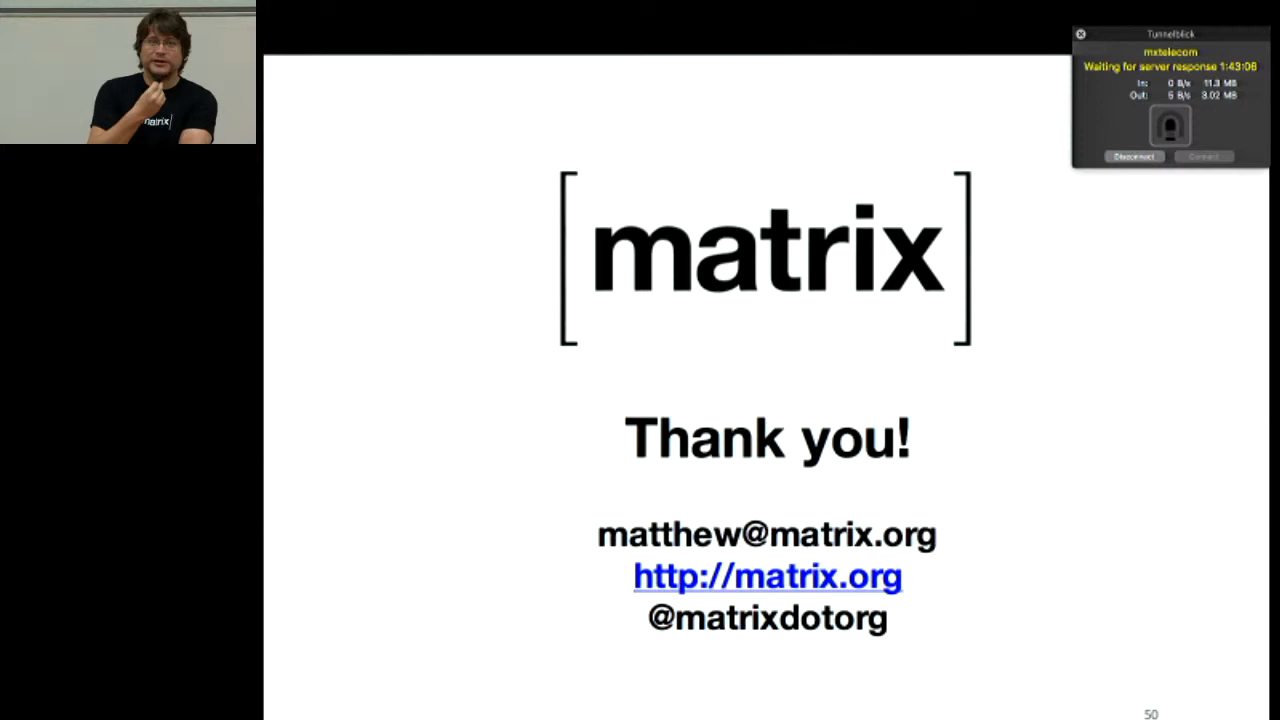 matrix
Tunnelblick
mxtelecom
Waiting for server response 1:43:06
In: 0 B/s 11.3 MB
Out: 5 B/s 3.02 MB
Disconnect Connect
[matrix]
Thank you!
matthew@matrix.org
http://matrix.org
@matrixdotorg
50